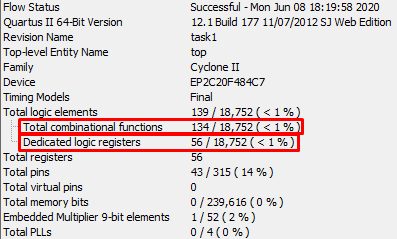 Flow Status Successful - Mon Jun 08 18:19:58 2020
Quartus II 64-Bit Version 12.1 Build 177 11/07/2012 SJ Web Edition
Revision Name task1
Top-level Entity Name top
Family Cyclone II
Device EP2C20F484C7
Timing Models Final
Total logic elements 139 / 18,752 ( < 1 % )
Total combinational functions 134 / 18,752 ( < 1 % )
Dedicated logic registers 56 / 18,752 ( < 1 % )
Total registers 56
Total pins 43 / 315 ( 14 % )
Total virtual pins 0
Total memory bits 0 / 239,616 ( 0 % )
Embedded Multiplier 9-bit elements 1 / 52 ( 2 % )
Total PLLs 0 / 4 ( 0 % )